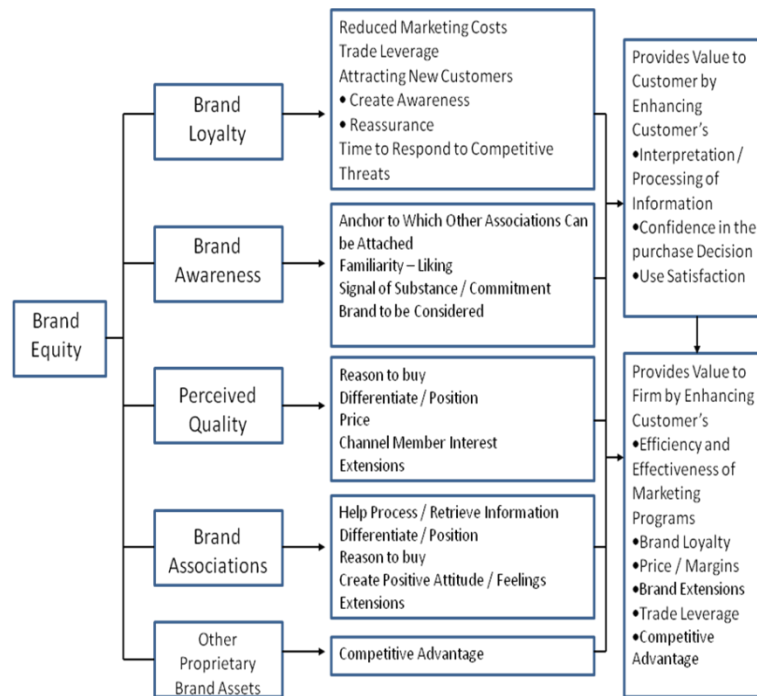 Brand
Equity
Brand
Loyalty
Reduced Marketing Costs
Trade Leverage
Attracting New Customers
• Create Awareness
• Reassurance
Time to Respond to Competitive
Threats
Brand
Awareness
Anchor to Which Other Associations Can
be Attached
Familiarity – Liking
Signal of Substance / Commitment
Brand to be Considered
Perceived
Quality
Reason to buy
Differentiate / Position
Price
Channel Member Interest
Extensions
Brand
Associations
Help Process / Retrieve Information
Differentiate / Position
Reason to buy
Create Positive Attitude / Feelings
Extensions
Other
Proprietary
Brand Assets
Competitive Advantage
Provides Value to
Customer by
Enhancing
Customer's
•Interpretation /
Processing of
Information
•Confidence in the
purchase Decision
•Use Satisfaction
Provides Value to
Firm by Enhancing
Customer's
•Efficiency and
Effectiveness of
Marketing
Programs
•Brand Loyalty
•Price / Margins
•Brand Extensions
•Trade Leverage
•Competitive
Advantage